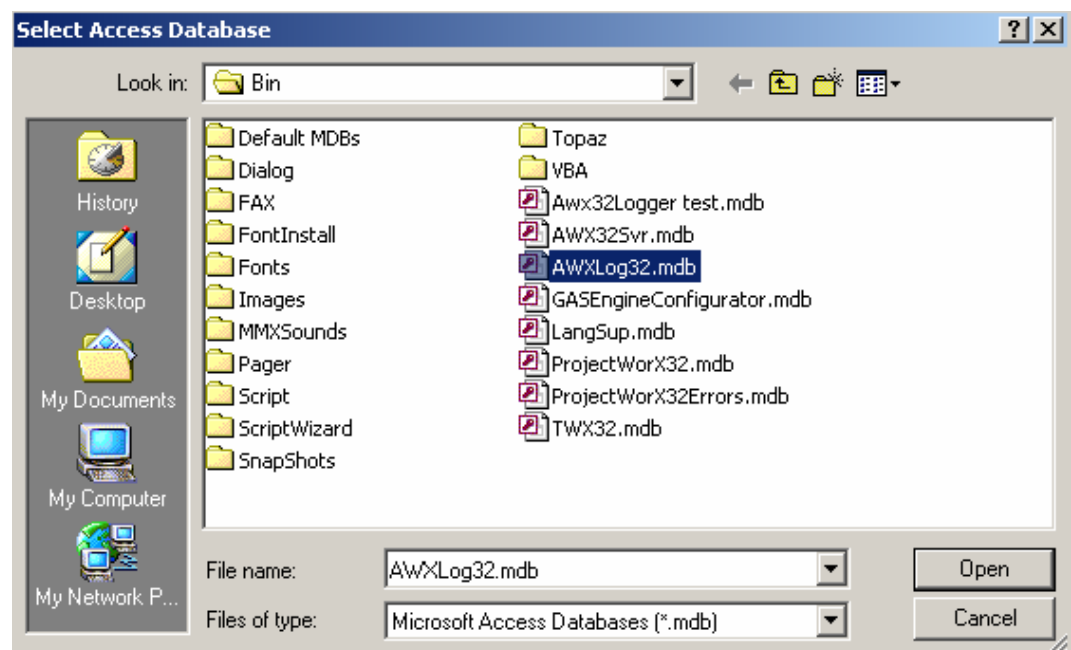 Select Access Database
Look in:
Bin
History
Desktop
My Documents
My Computer
My Network P...
Default MDBs
Dialog
FAX
FontInstall
Fonts
Images
MMXSounds
Pager
Script
ScriptWizard
SnapShots
Topaz
VBA
Awx32Logger test.mdb
AWX32Svr.mdb
AWXLog32.mdb
GASEngineConfigurator.mdb
LangSup.mdb
ProjectWorX32.mdb
ProjectWorX32Errors.mdb
TWX32.mdb
File name:
AWXLog32.mdb
Open
Files of type:
Microsoft Access Databases (*.mdb)
Cancel